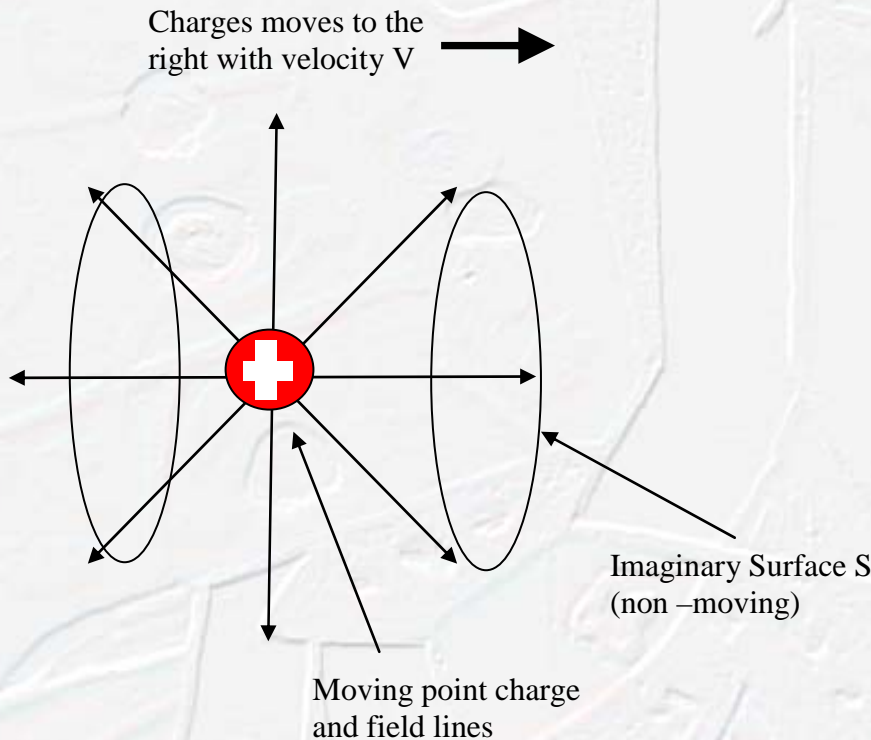 Charges moves to the
right with velocity V
Imaginary Surface S
(non –moving)
Moving point charge
and field lines